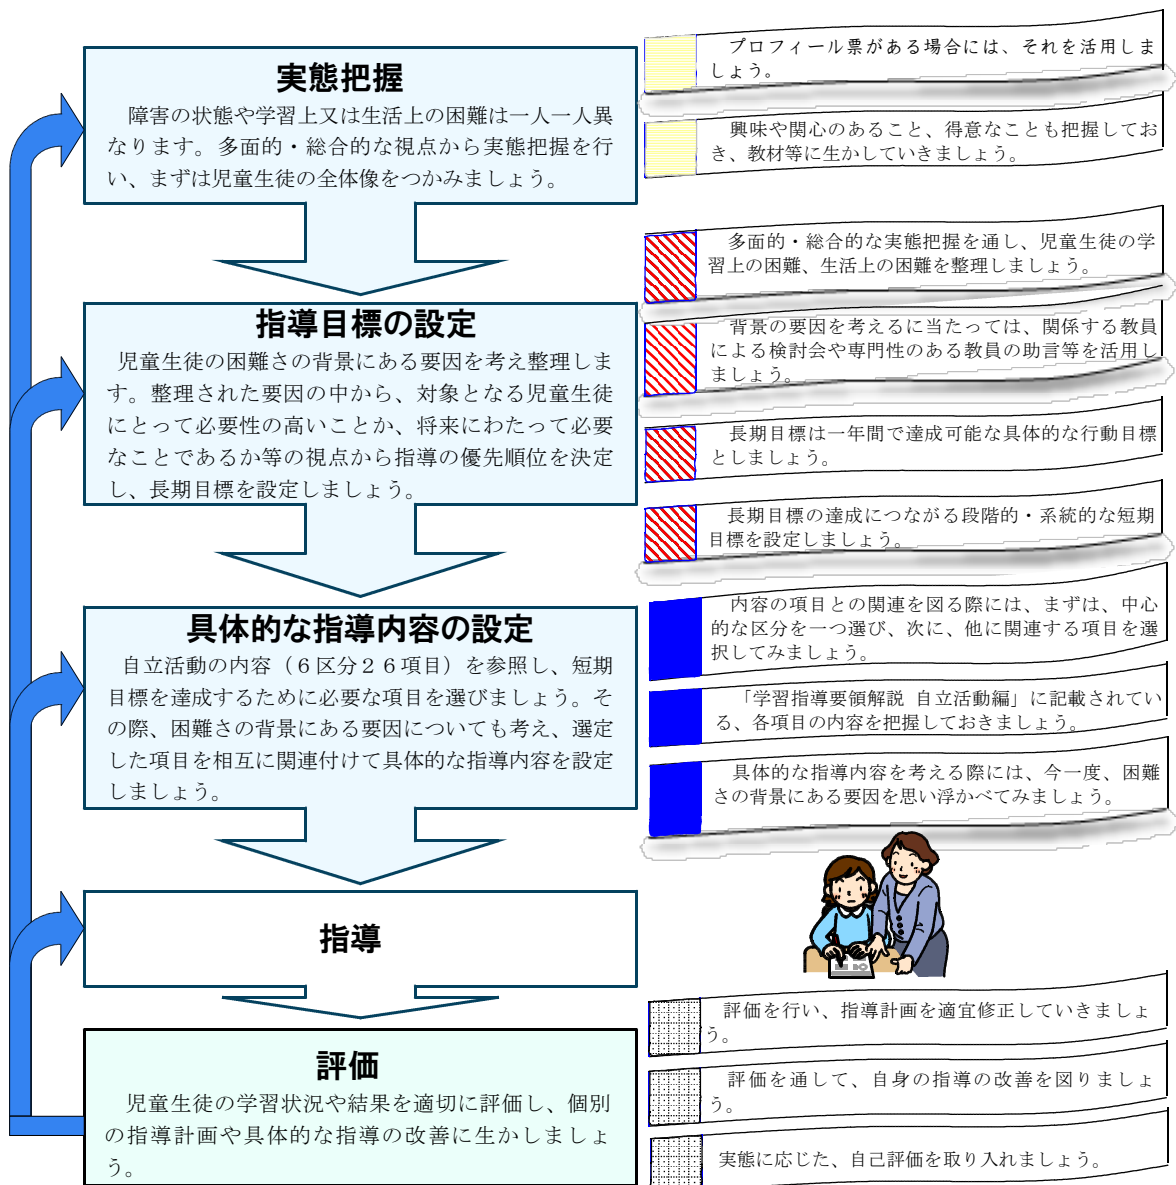 実態把握
障害の状態や学習上又は生活上の困難は一人一人異
なります。多面的・総合的な視点から実態把握を行
い、まずは児童生徒の全体像をつかみましょう。
プロフィール票がある場合には、それを活用しま
しょう。
興味や関心のあること、得意なことも把握してお
き、教材等に生かしていきましょう。
指導目標の設定
児童生徒の困難さの背景にある要因を考え整理しま
す。整理された要因の中から、対象となる児童生徒
にとって必要性の高いことか、将来にわたって必要
なことであるか等の視点から指導の優先順位を決定
し、長期目標を設定しましょう。
多面的・総合的な実態把握を通し、児童生徒の学
習上の困難、生活上の困難を整理しましょう。
背景の要因を考えるに当たっては、関係する教員
による検討会や専門性のある教員の助言等を活用し
ましょう。
長期目標は一年間で達成可能な具体的な行動目標
としましょう。
長期目標の達成につながる段階的・系統的な短期
目標を設定しましょう。
具体的な指導内容の設定
自立活動の内容（６区分２６項目）を参照し、短期
目標を達成するために必要な項目を選びましょう。そ
の際、困難さの背景にある要因についても考え、選定
した項目を相互に関連付けて具体的な指導内容を設定
しましょう。
内容の項目との関連を図る際には、まずは、中心
的な区分を一つ選び、次に、他に関連する項目を選
択してみましょう。
「学習指導要領解説 自立活動編」に記載されてい
る、各項目の内容を把握しておきましょう。
具体的な指導内容を考える際には、今一度、困難
さの背景にある要因を思い浮かべてみましょう。
指導
評価
児童生徒の学習状況や結果を適切に評価し、個別
の指導計画や具体的な指導の改善に生かしましょ
う。
評価を行い、指導計画を適宜修正していきましょ
う。
評価を通して、自身の指導の改善を図りましょ
う。
実態に応じた、自己評価を取り入れましょう。